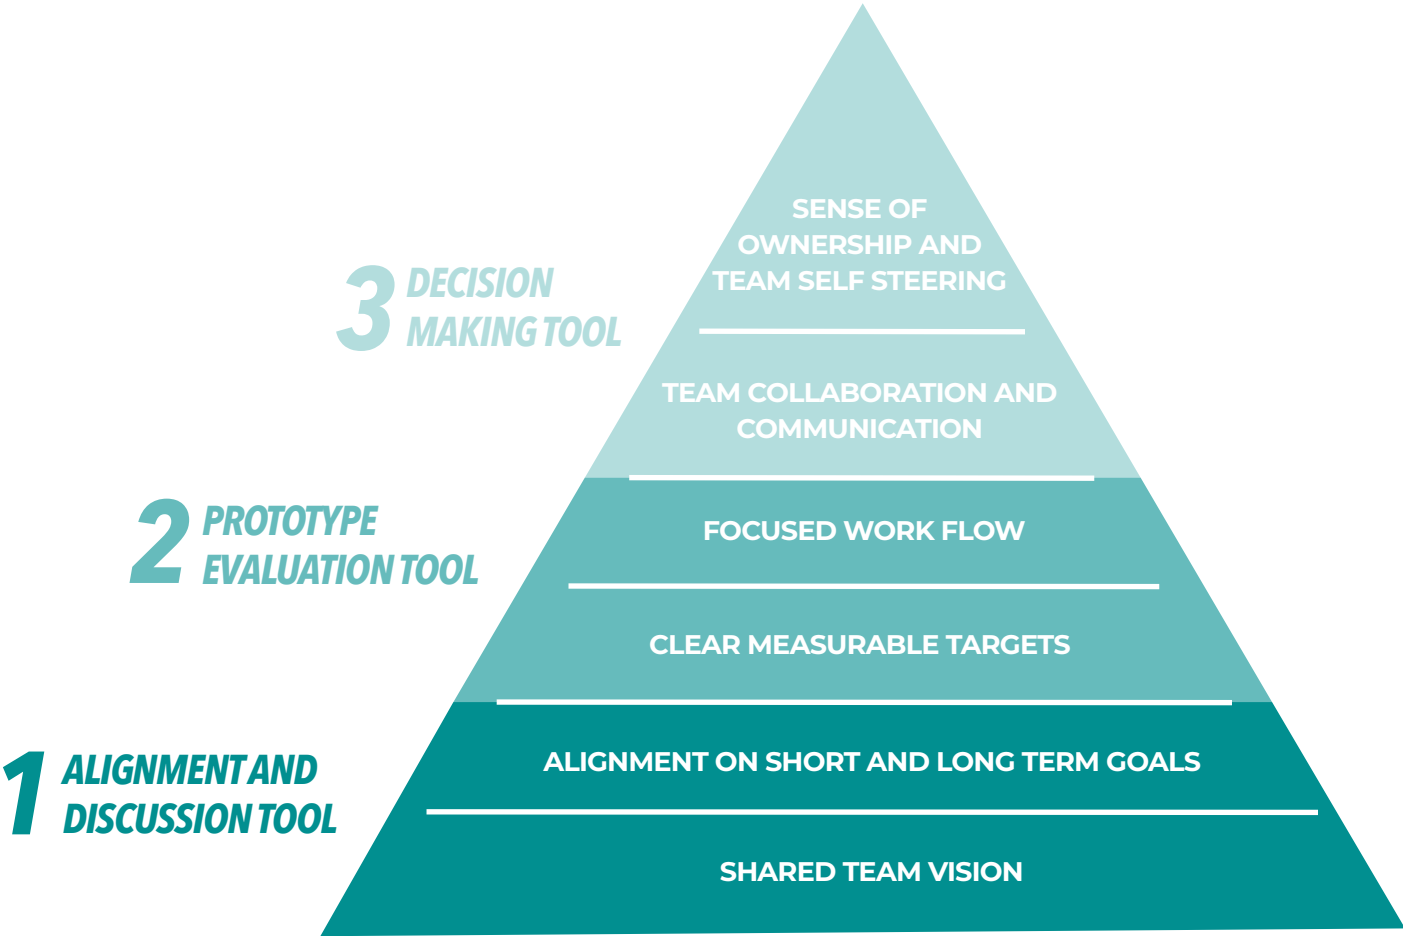 SENSE OF
OWNERSHIP AND
TEAM SELF STEERING
3 DECISION
MAKING TOOL
TEAM COLLABORATION AND
COMMUNICATION
2 PROTOTYPE
EVALUATION TOOL
FOCUSED WORK FLOW
CLEAR MEASURABLE TARGETS
1 ALIGNMENT AND
DISCUSSION TOOL
ALIGNMENT ON SHORT AND LONG TERM GOALS
SHARED TEAM VISION